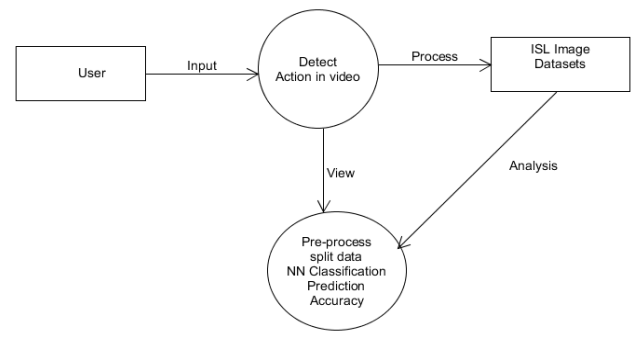 User
Input
Detect
Action in video
Process
ISL Image
Datasets
View
Analysis
Pre-process
split data
NN Classification
Prediction
Accuracy